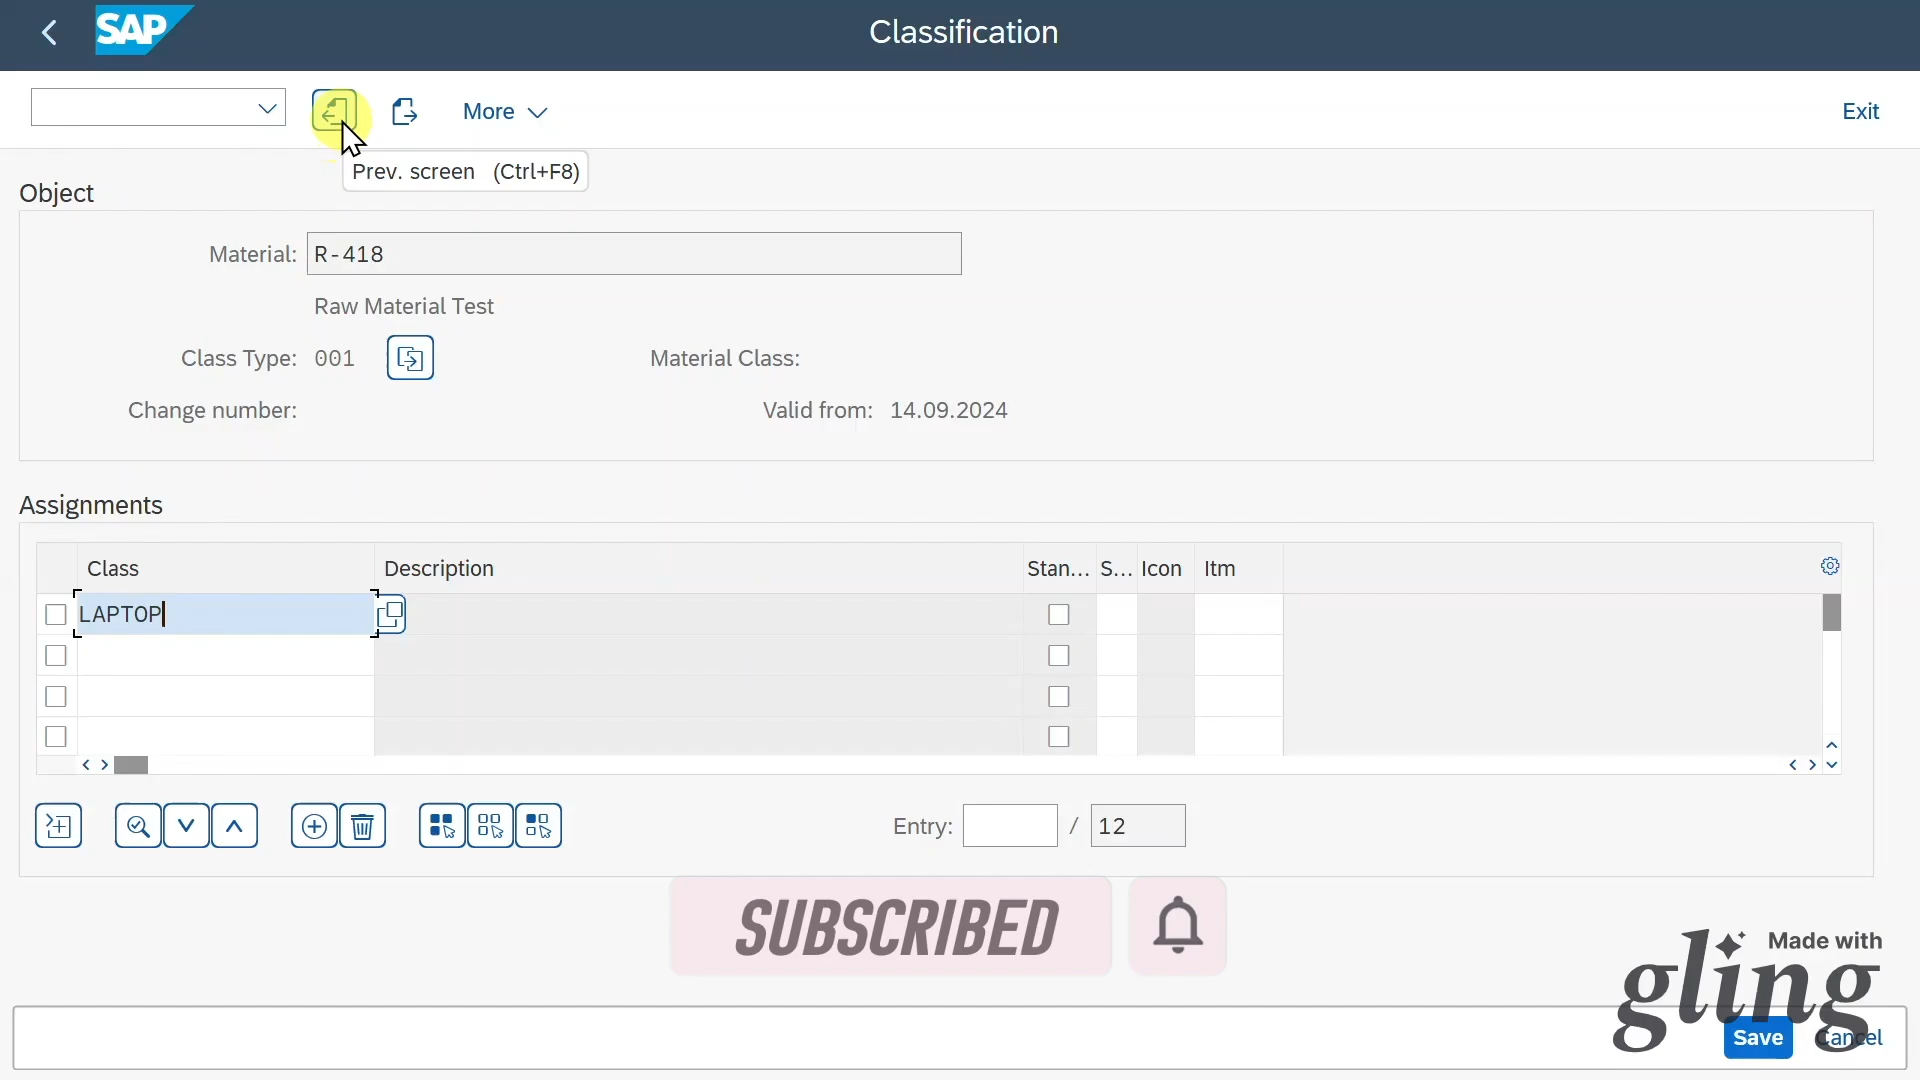 SAP
Classification
More
Exit
Prev. screen (Ctrl+F8)
Object
Material: R-418
Raw Material Test
Class Type: 001
Material Class:
Change number:
Valid from: 14.09.2024
Assignments
Class Description Stan... S... Icon Itm
LAPTOP
Entry: / 12
SUBSCRIBED
Made with
gling
Save Cancel